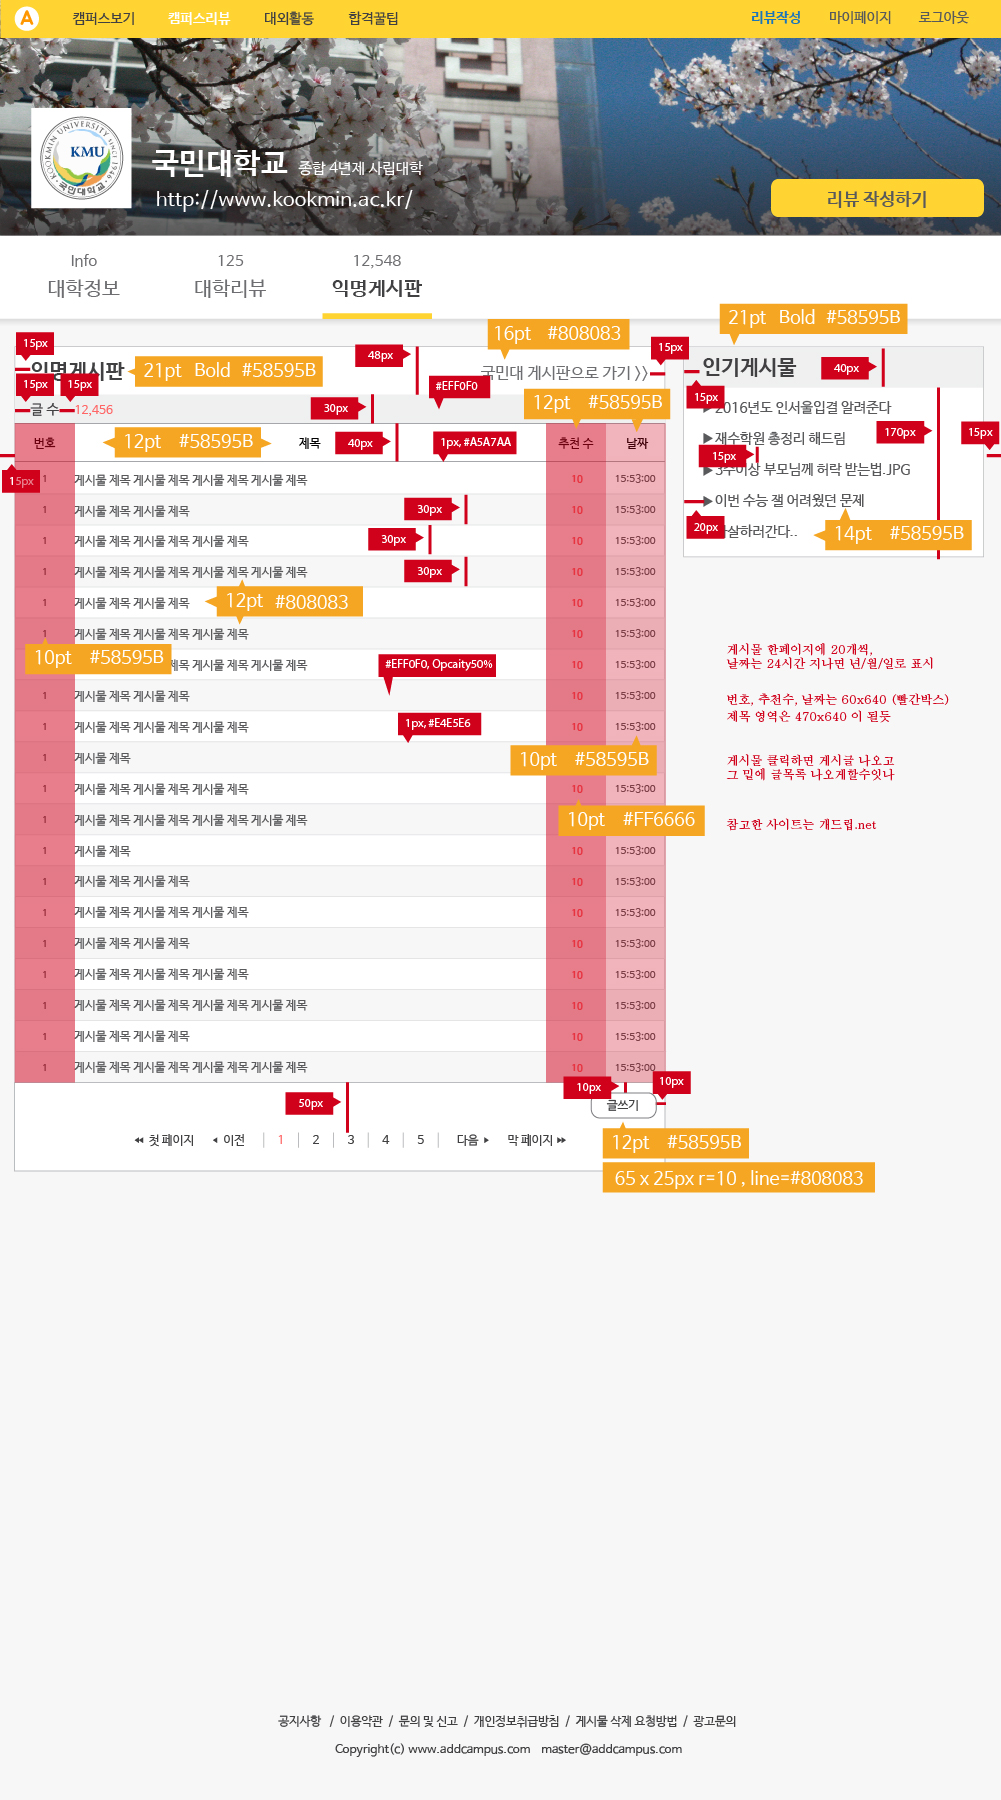 A 캠퍼스보기 캠퍼스리뷰 대외활동 합격꿀팁 리뷰작성 마이페이지 로그아웃
KOOKMIN UNIVERSITY SINCE 1946
KMU
국민대학교
국민대학교 종합 4년제 사립대학
http://www.kookmin.ac.kr/
리뷰 작성하기
Info 125 12,548
대학정보 대학리뷰 익명게시판
15px
익명게시판
21pt Bold #58595B
48px
16pt #808083
국민대 게시판으로 가기 >>
15px
21pt Bold #58595B
인기게시물
40px
15px 15px
글 수 12,456
30px
#EFF0F0
12pt #58595B
15px
▶2016년도 인서울입결 알려준다
▶재수학원 총정리 해드림
170px
15px
15px
▶3수이상 부모님께 허락 받는법.JPG
▶이번 수능 잴 어려웠던 문제
20px
살하러간다..
14pt #58595B
번호 12pt #58595B 제목 40px 1px, #A5A7AA 추천 수 날짜
15px
1 게시물 제목 게시물 제목 게시물 제목 게시물 제목 10 15:53:00
1 게시물 제목 게시물 제목 30px 10 15:53:00
1 게시물 제목 게시물 제목 게시물 제목 30px 10 15:53:00
1 게시물 제목 게시물 제목 게시물 제목 게시물 제목 30px 10 15:53:00
1 게시물 제목 게시물 제목 12pt #808083 10 15:53:00
1 게시물 제목 게시물 제목 게시물 제목 10 15:53:00
10pt #58595B 제목 게시물 제목 게시물 제목 #EFF0F0, Opcaity50% 10 15:53:00
1 게시물 제목 게시물 제목 10 15:53:00
1 게시물 제목 게시물 제목 게시물 제목 1px, #E4E5E6 10 15:53:00
1 게시물 제목 10pt #58595B
1 게시물 제목 게시물 제목 게시물 제목 10 15:53:00
1 게시물 제목 게시물 제목 게시물 제목 게시물 제목 10pt #FF6666
1 게시물 제목 10 15:53:00
1 게시물 제목 게시물 제목 10 15:53:00
1 게시물 제목 게시물 제목 게시물 제목 10 15:53:00
1 게시물 제목 게시물 제목 10 15:53:00
1 게시물 제목 게시물 제목 게시물 제목 10 15:53:00
1 게시물 제목 게시물 제목 게시물 제목 게시물 제목 10 15:53:00
1 게시물 제목 게시물 제목 10 15:53:00
1 게시물 제목 게시물 제목 게시물 제목 게시물 제목 10 15:53:00
게시물 한페이지에 20개씩,
날짜는 24시간 지나면 년/월/일로 표시
번호, 추천수, 날짜는 60x640 (빨간박스)
제목 영역은 470x640 이 될듯
게시물 클릭하면 게시글 나오고
그 밑에 글목록 나오게할수잇나
참고한 사이트는 개드립.net
10px 10px
50px
글쓰기
첫 페이지 이전 1 2 3 4 5 다음 막 페이지
12pt #58595B
65 x 25px r=10 , line=#808083
공지사항 / 이용약관 / 문의 및 신고 / 개인정보취급방침 / 게시물 삭제 요청방법 / 광고문의
Copyright(c) www.addcampus.com master@addcampus.com